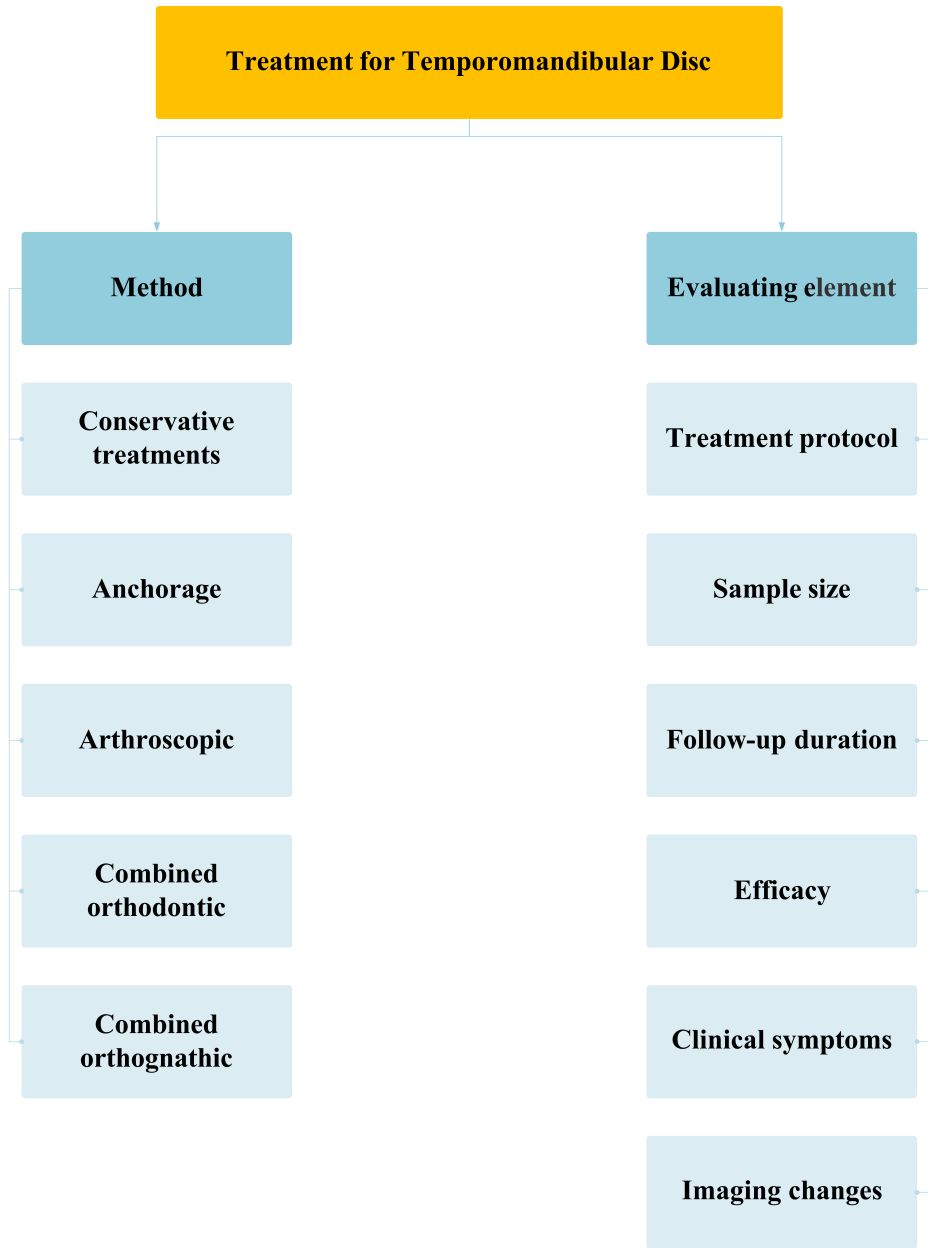 Treatment for Temporomandibular Disc
Method
Conservative
treatments
Anchorage
Arthroscopic
Combined
orthodontic
Combined
orthognathic
Evaluating element
Treatment protocol
Sample size
Follow-up duration
Efficacy
Clinical symptoms
Imaging changes